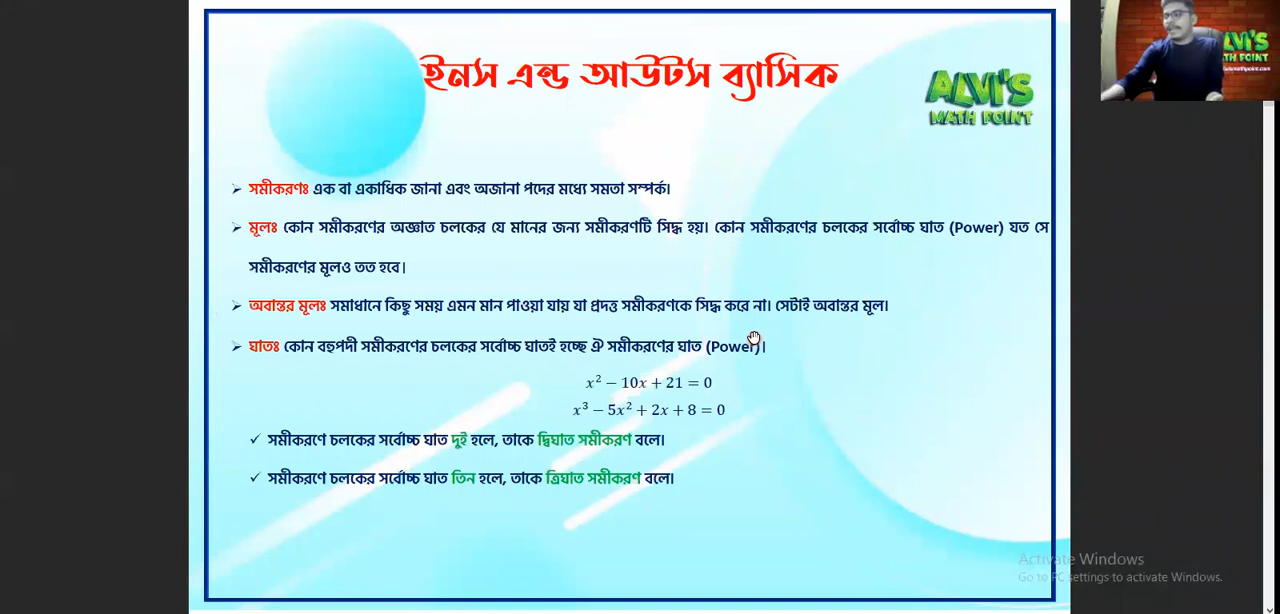 ইনস এন্ড আউটস ব্যাসিক
ALVI'S
MATH POINT
ALVI'S
MATH POINT
➢ সমীকরণঃ এক বা একাধিক জানা এবং অজানা পদের মধ্যে সমতা সম্পর্ক।
➢ মূলঃ কোন সমীকরণের অজ্ঞাত চলকের যে মানের জন্য সমীকরণটি সিদ্ধ হয়। কোন সমীকরণের চলকের সর্বোচ্চ ঘাত (Power) যত সে
সমীকরণের মূলও তত হবে।
➢ অবান্তর মূলঃ সমাধানে কিছু সময় এমন মান পাওয়া যায় যা প্রদত্ত সমীকরণকে সিদ্ধ করে না। সেটাই অবান্তর মূল।
➢ ঘাতঃ কোন বহুপদী সমীকরণের চলকের সর্বোচ্চ ঘাতই হচ্ছে ঐ সমীকরণের ঘাত (Power)।
x² − 10x + 21 = 0
x³ − 5x² + 2x + 8 = 0
✓ সমীকরণে চলকের সর্বোচ্চ ঘাত দুই হলে, তাকে দ্বিঘাত সমীকরণ বলে।
✓ সমীকরণে চলকের সর্বোচ্চ ঘাত তিন হলে, তাকে ত্রিঘাত সমীকরণ বলে।
Activate Windows
Go to PC settings to activate Windows.